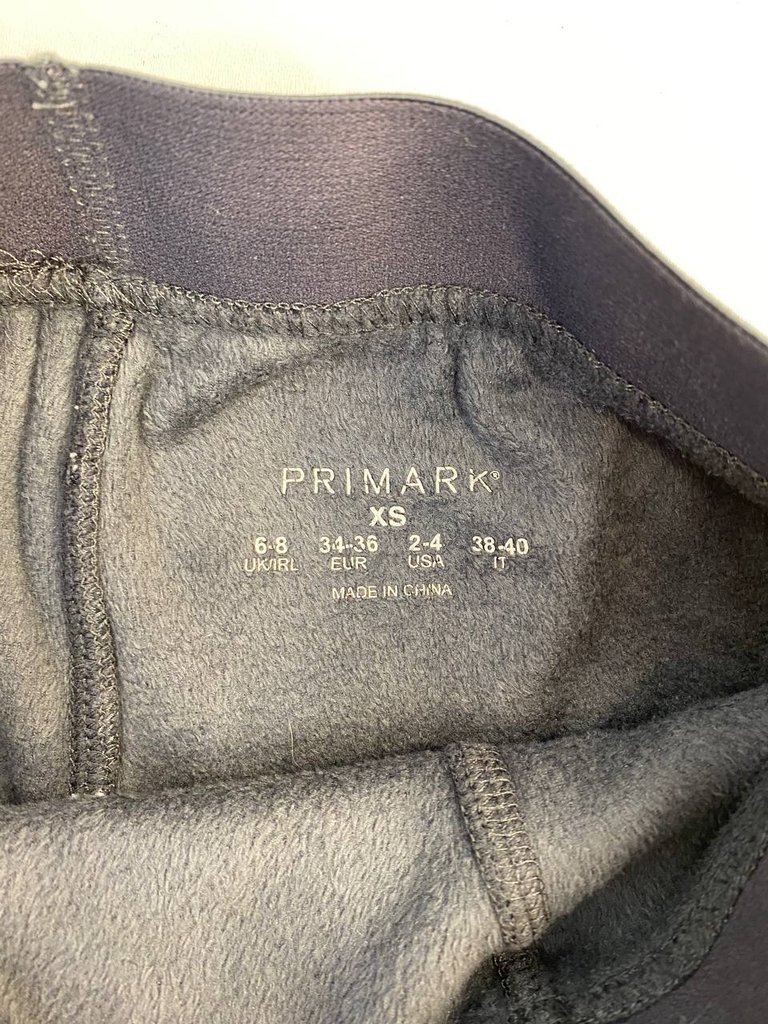 PRIMARK®
XS
6-8 34-36 2-4 38-40
UK/IRL EUR USA IT
MADE IN CHINA